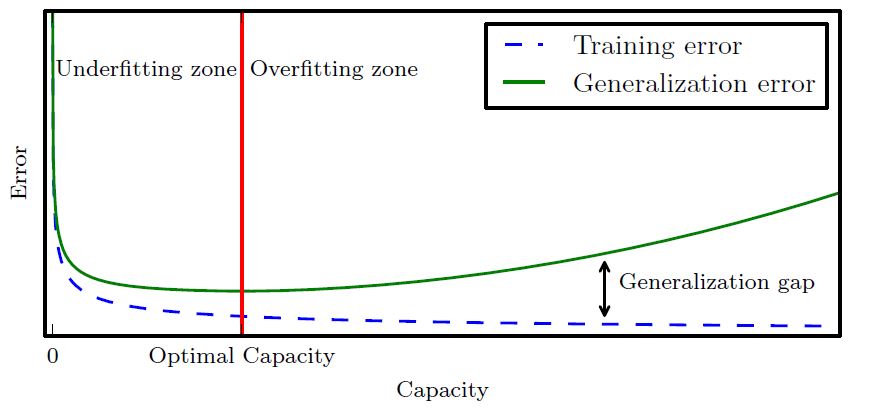 Training error
Underfitting zone
Overfitting zone
Generalization error
Error
Generalization gap
0
Optimal Capacity
Capacity